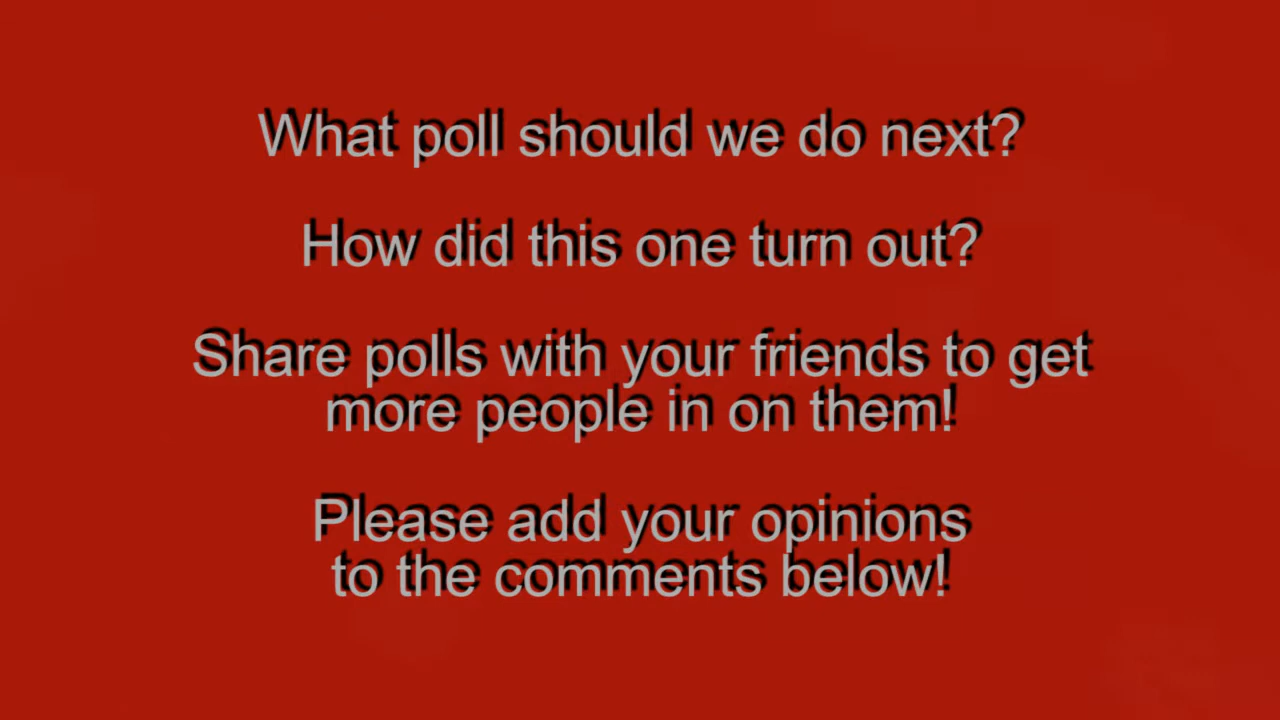 What poll should we do next?
How did this one turn out?
Share polls with your friends to get
more people in on them!
Please add your opinions
to the comments below!